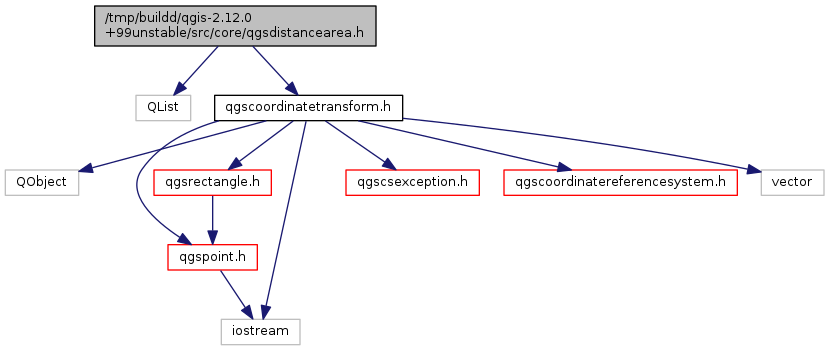 /tmp/buildd/qgis-2.12.0
+99unstable/src/core/qgsdistancearea.h
QList
qgscoordinatetransform.h
QObject
qgsrectangle.h
qgscsexception.h
qgscoordinatereferencesystem.h
vector
qgspoint.h
iostream